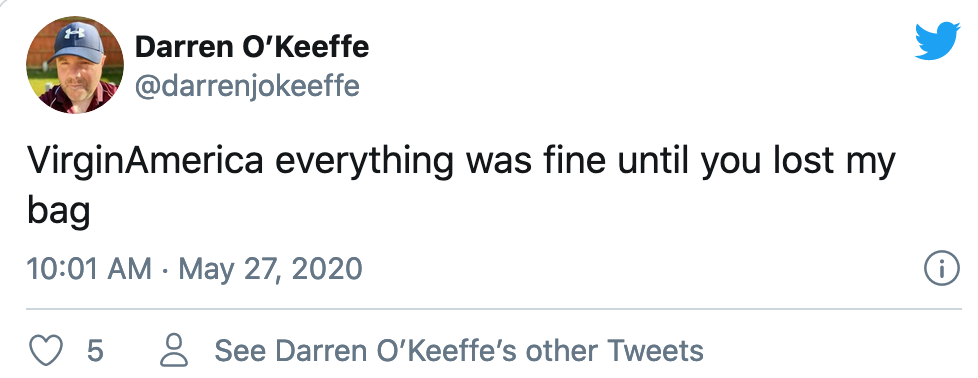 Darren O’Keeffe
@darrenjokeeffe
VirginAmerica everything was fine until you lost my
bag
10:01 AM · May 27, 2020
5 See Darren O’Keeffe’s other Tweets